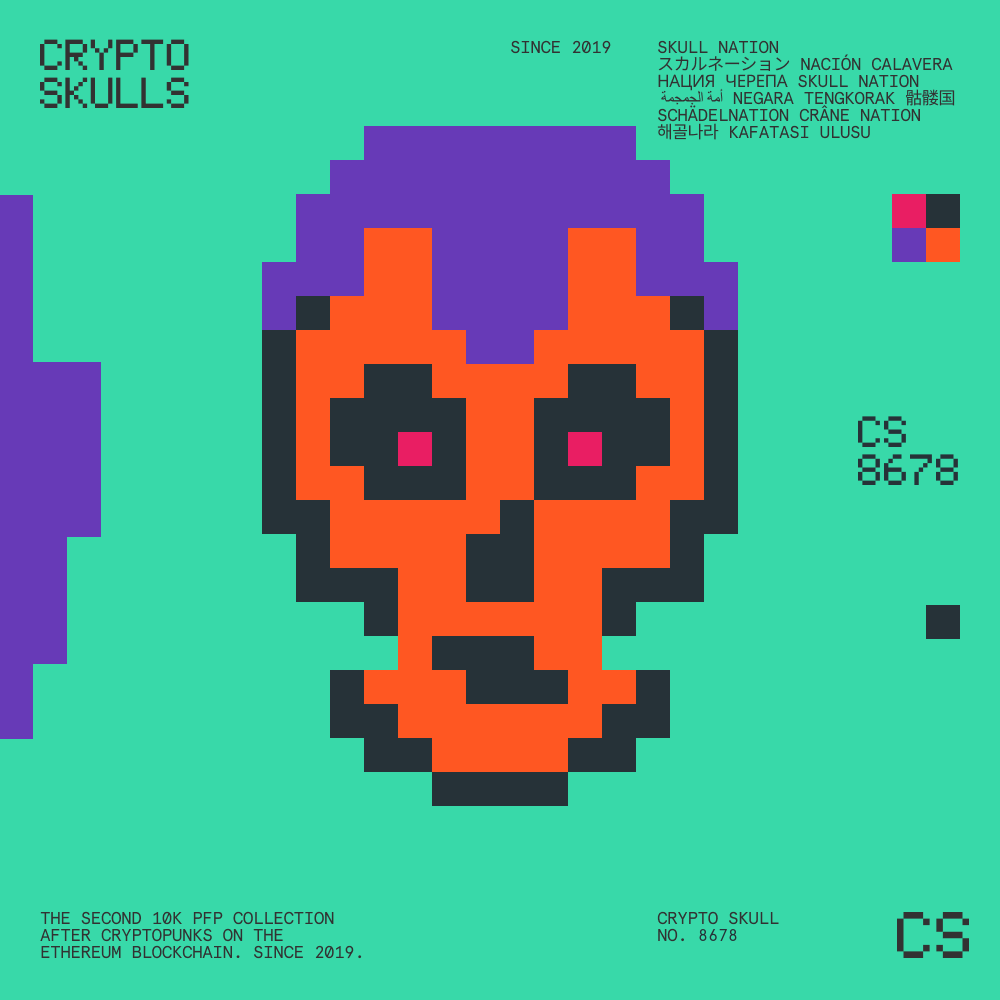 CRYPTO
SKULLS
SINCE 2019
SKULL NATION
スカルネーション NACIÓN CALAVERA
НАЦИЯ ЧЕРЕПА SKULL NATION
أمة الجمجمة NEGARA TENGKORAK 骷髅国
SCHÄDELNATION CRÂNE NATION
해골나라 KAFATASI ULUSU
CS
8678
THE SECOND 10K PFP COLLECTION
AFTER CRYPTOPUNKS ON THE
ETHEREUM BLOCKCHAIN. SINCE 2019.
CRYPTO SKULL
NO. 8678
CS